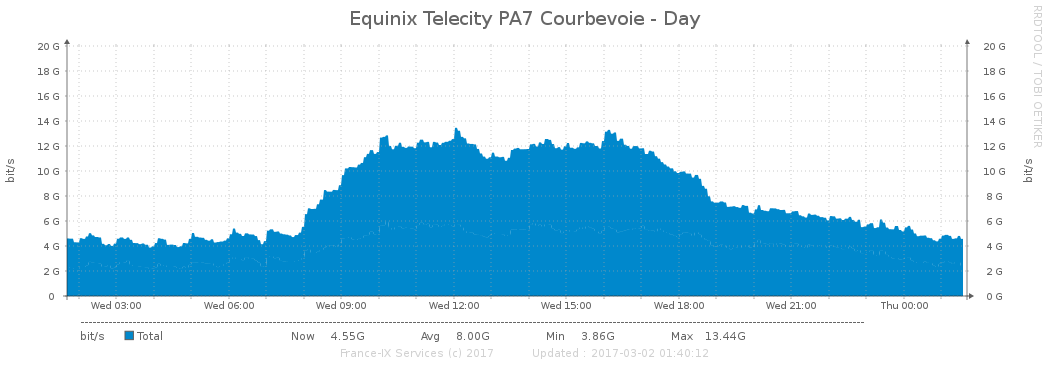 Equinix Telecity PA7 Courbevoie - Day
RRDTOOL / TOBI OETIKER
bit/s
20 G 20 G
18 G 18 G
16 G 16 G
14 G 14 G
12 G 12 G
10 G 10 G
8 G 8 G
6 G 6 G
4 G 4 G
2 G 2 G
0 0 G
bit/s
Wed 03:00 Wed 06:00 Wed 09:00 Wed 12:00 Wed 15:00 Wed 18:00 Wed 21:00 Thu 00:00
bit/s Total Now 4.55G Avg 8.00G Min 3.86G Max 13.44G
France-IX Services (c) 2017 Updated : 2017-03-02 01:40:12